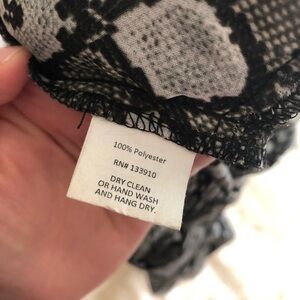 100% Polyester
RN# 133910
DRY CLEAN
OR HAND WASH
AND HANG DRY.